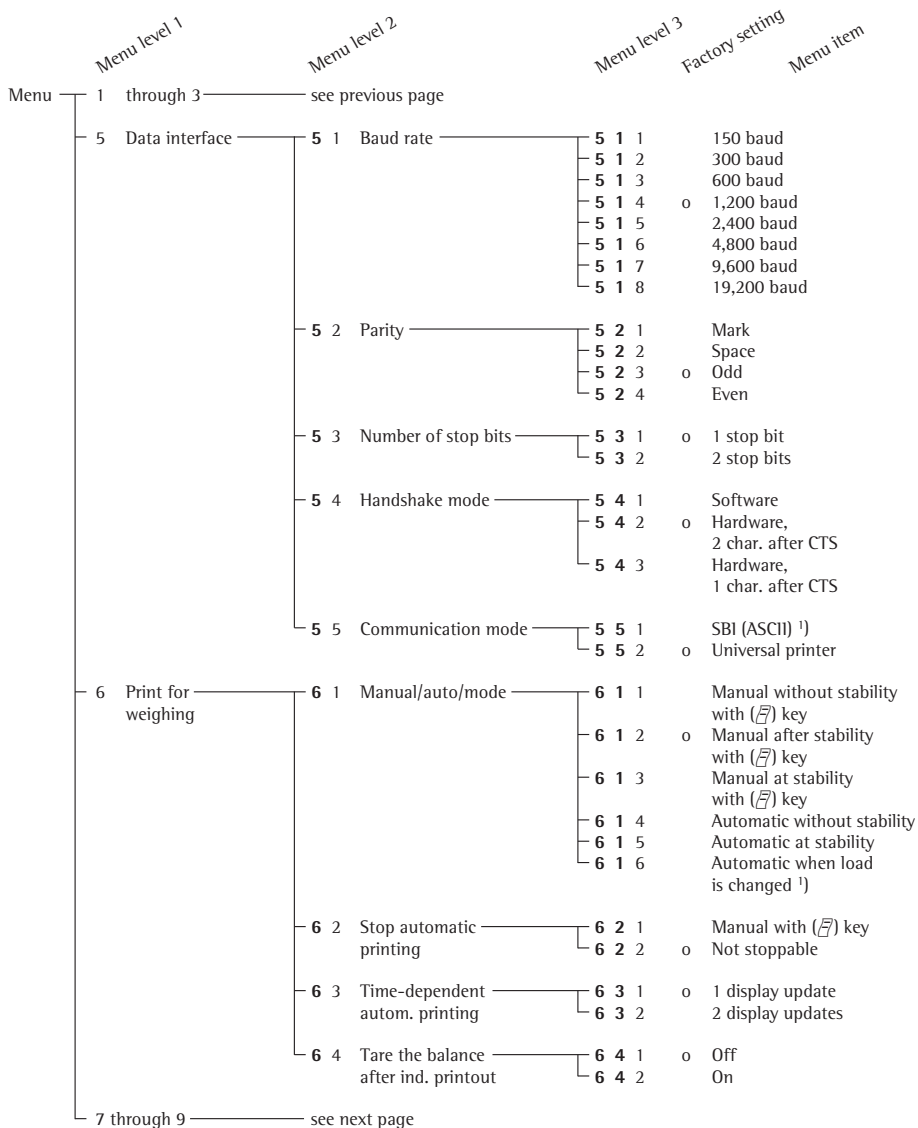 Menu level 1 Menu level 2 Menu level 3 Factory setting Menu item
Menu 1 through 3 see previous page
5 Data interface 5 1 Baud rate 5 1 1 150 baud
5 1 2 300 baud
5 1 3 600 baud
5 1 4 o 1,200 baud
5 1 5 2,400 baud
5 1 6 4,800 baud
5 1 7 9,600 baud
5 1 8 19,200 baud
5 2 Parity 5 2 1 Mark
5 2 2 Space
5 2 3 o Odd
5 2 4 Even
5 3 Number of stop bits 5 3 1 o 1 stop bit
5 3 2 2 stop bits
5 4 Handshake mode 5 4 1 Software
5 4 2 o Hardware,
2 char. after CTS
5 4 3 Hardware,
1 char. after CTS
5 5 Communication mode 5 5 1 SBI (ASCII) ¹)
5 5 2 o Universal printer
6 Print for 6 1 Manual/auto/mode 6 1 1 Manual without stability
weighing with () key
6 1 2 o Manual after stability
with () key
6 1 3 Manual at stability
with () key
6 1 4 Automatic without stability
6 1 5 Automatic at stability
6 1 6 Automatic when load
is changed ¹)
6 2 Stop automatic 6 2 1 Manual with () key
printing 6 2 2 o Not stoppable
6 3 Time-dependent 6 3 1 o 1 display update
autom. printing 6 3 2 2 display updates
6 4 Tare the balance 6 4 1 o Off
after ind. printout 6 4 2 On
7 through 9 see next page